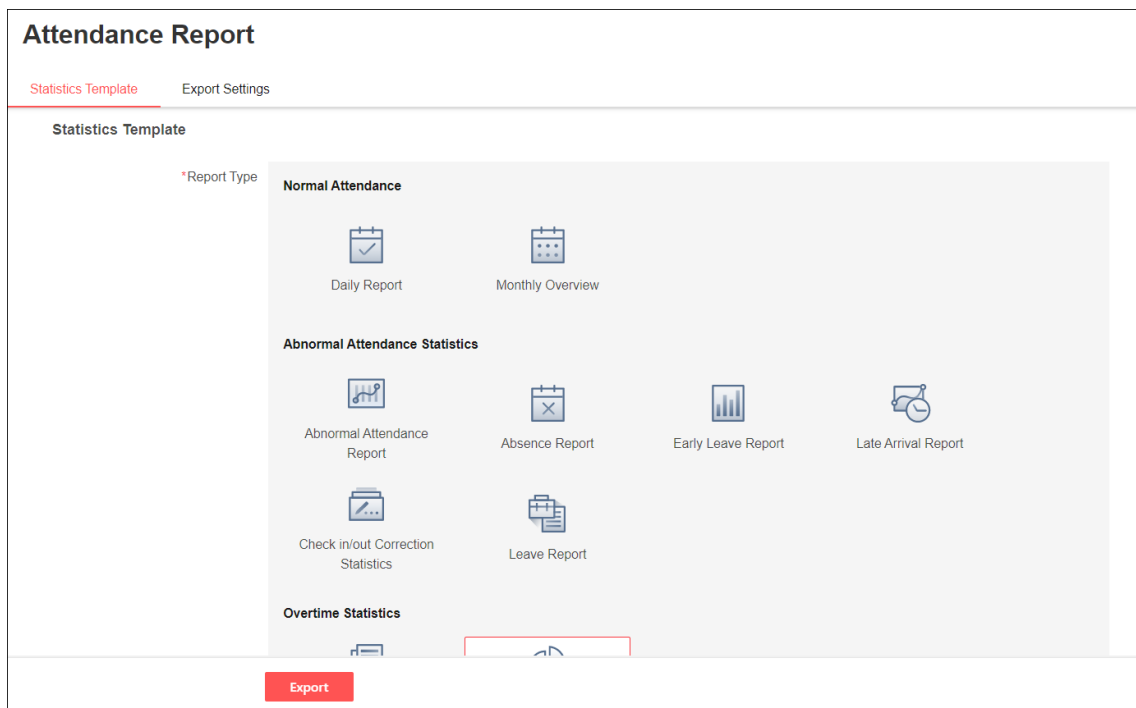 Attendance Report
Statistics Template Export Settings
Statistics Template
*Report Type
Normal Attendance
Daily Report Monthly Overview
Abnormal Attendance Statistics
Abnormal Attendance Report Absence Report Early Leave Report Late Arrival Report
Check in/out Correction Statistics Leave Report
Overtime Statistics
Export